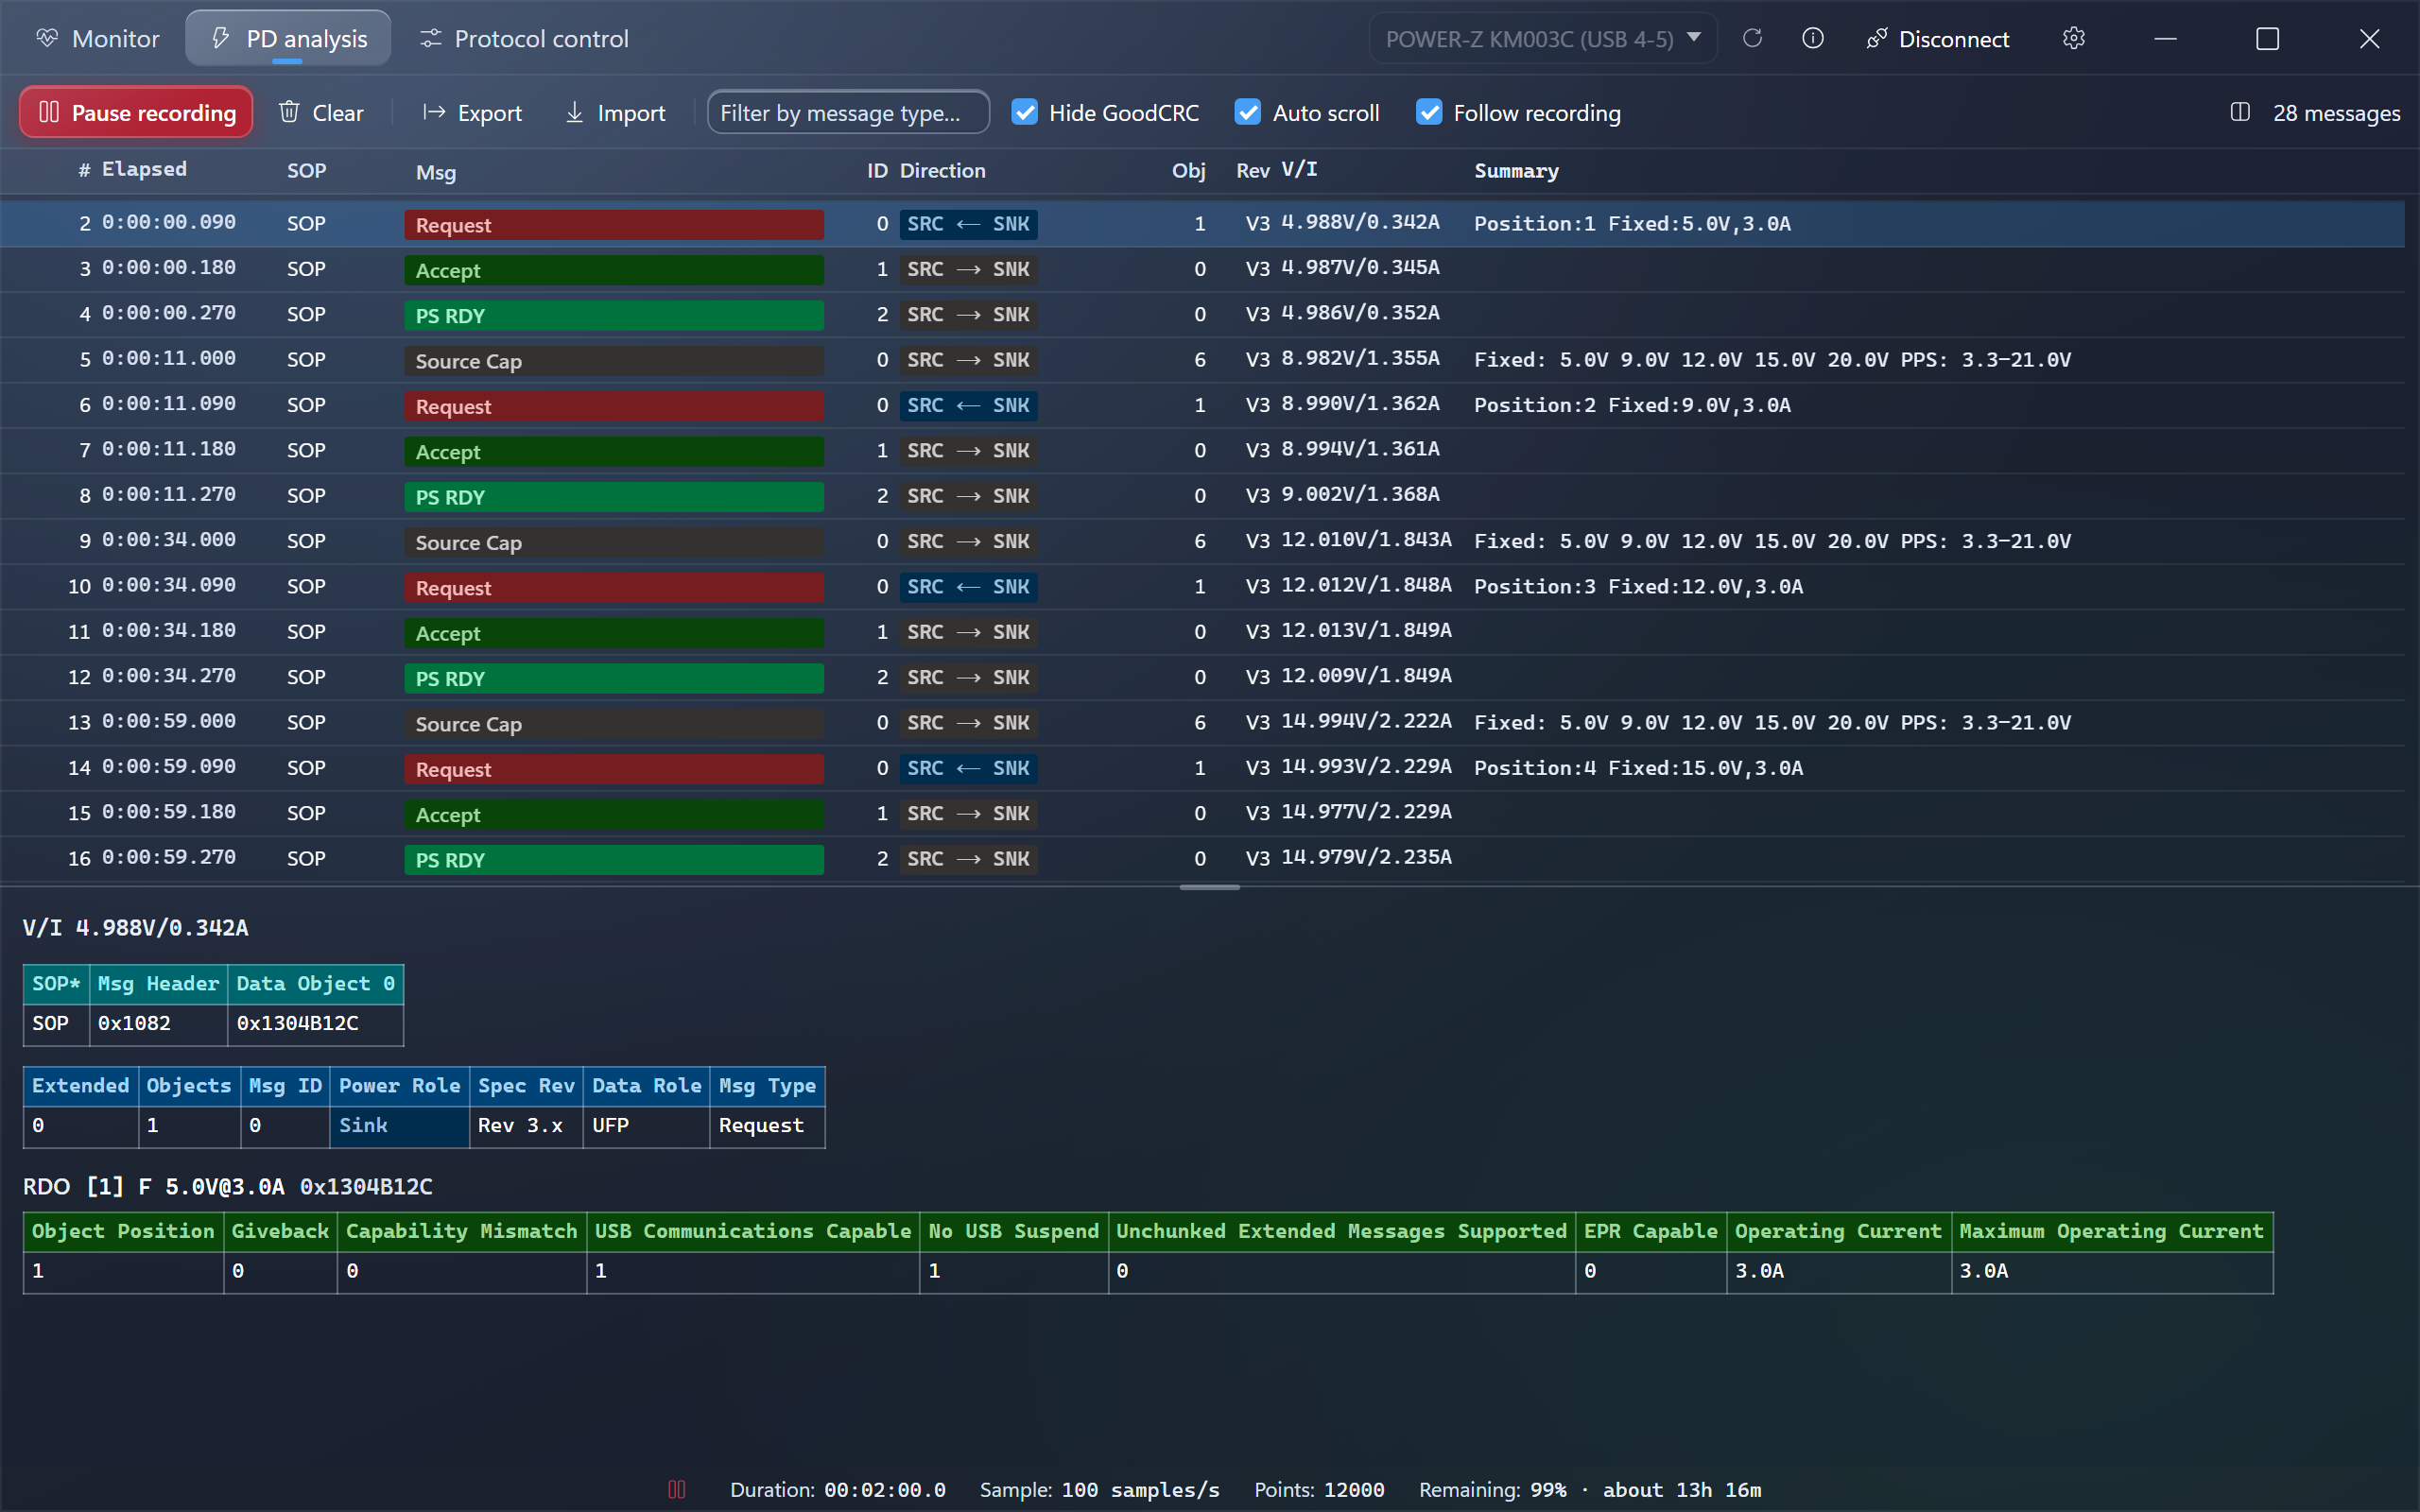 Monitor PD analysis Protocol control POWER-Z KM003C (USB 4-5) Disconnect
Pause recording Clear Export Import Filter by message type... Hide GoodCRC Auto scroll Follow recording 28 messages
# Elapsed SOP Msg ID Direction Obj Rev V/I Summary
2 0:00:00.090 SOP Request 0 SRC ← SNK 1 V3 4.988V/0.342A Position:1 Fixed:5.0V,3.0A
3 0:00:00.180 SOP Accept 1 SRC → SNK 0 V3 4.987V/0.345A
4 0:00:00.270 SOP PS RDY 2 SRC → SNK 0 V3 4.986V/0.352A
5 0:00:11.000 SOP Source Cap 0 SRC → SNK 6 V3 8.982V/1.355A Fixed: 5.0V 9.0V 12.0V 15.0V 20.0V PPS: 3.3-21.0V
6 0:00:11.090 SOP Request 0 SRC ← SNK 1 V3 8.990V/1.362A Position:2 Fixed:9.0V,3.0A
7 0:00:11.180 SOP Accept 1 SRC → SNK 0 V3 8.994V/1.361A
8 0:00:11.270 SOP PS RDY 2 SRC → SNK 0 V3 9.002V/1.368A
9 0:00:34.000 SOP Source Cap 0 SRC → SNK 6 V3 12.010V/1.843A Fixed: 5.0V 9.0V 12.0V 15.0V 20.0V PPS: 3.3-21.0V
10 0:00:34.090 SOP Request 0 SRC ← SNK 1 V3 12.012V/1.848A Position:3 Fixed:12.0V,3.0A
11 0:00:34.180 SOP Accept 1 SRC → SNK 0 V3 12.013V/1.849A
12 0:00:34.270 SOP PS RDY 2 SRC → SNK 0 V3 12.009V/1.849A
13 0:00:59.000 SOP Source Cap 0 SRC → SNK 6 V3 14.994V/2.222A Fixed: 5.0V 9.0V 12.0V 15.0V 20.0V PPS: 3.3-21.0V
14 0:00:59.090 SOP Request 0 SRC ← SNK 1 V3 14.993V/2.229A Position:4 Fixed:15.0V,3.0A
15 0:00:59.180 SOP Accept 1 SRC → SNK 0 V3 14.977V/2.229A
16 0:00:59.270 SOP PS RDY 2 SRC → SNK 0 V3 14.979V/2.235A
V/I 4.988V/0.342A
SOP* Msg Header Data Object 0
SOP 0x1082 0x1304B12C
Extended Objects Msg ID Power Role Spec Rev Data Role Msg Type
0 1 0 Sink Rev 3.x UFP Request
RDO [1] F 5.0V@3.0A 0x1304B12C
Object Position Giveback Capability Mismatch USB Communications Capable No USB Suspend Unchunked Extended Messages Supported EPR Capable Operating Current Maximum Operating Current
1 0 0 1 1 0 0 3.0A 3.0A
Duration: 00:02:00.0 Sample: 100 samples/s Points: 12000 Remaining: 99% · about 13h 16m